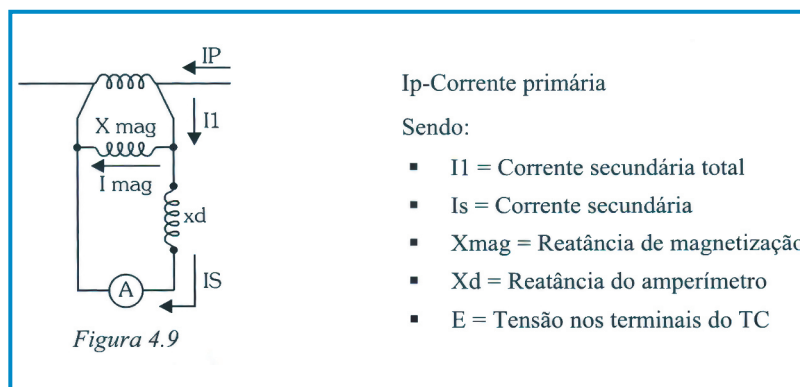 IP
X mag
I1
I mag
xd
A
IS
Figura 4.9
Ip-Corrente primária
Sendo:
▪ I1 = Corrente secundária total
▪ Is = Corrente secundária
▪ Xmag = Reatância de magnetização
▪ Xd = Reatância do amperímetro
▪ E = Tensão nos terminais do TC